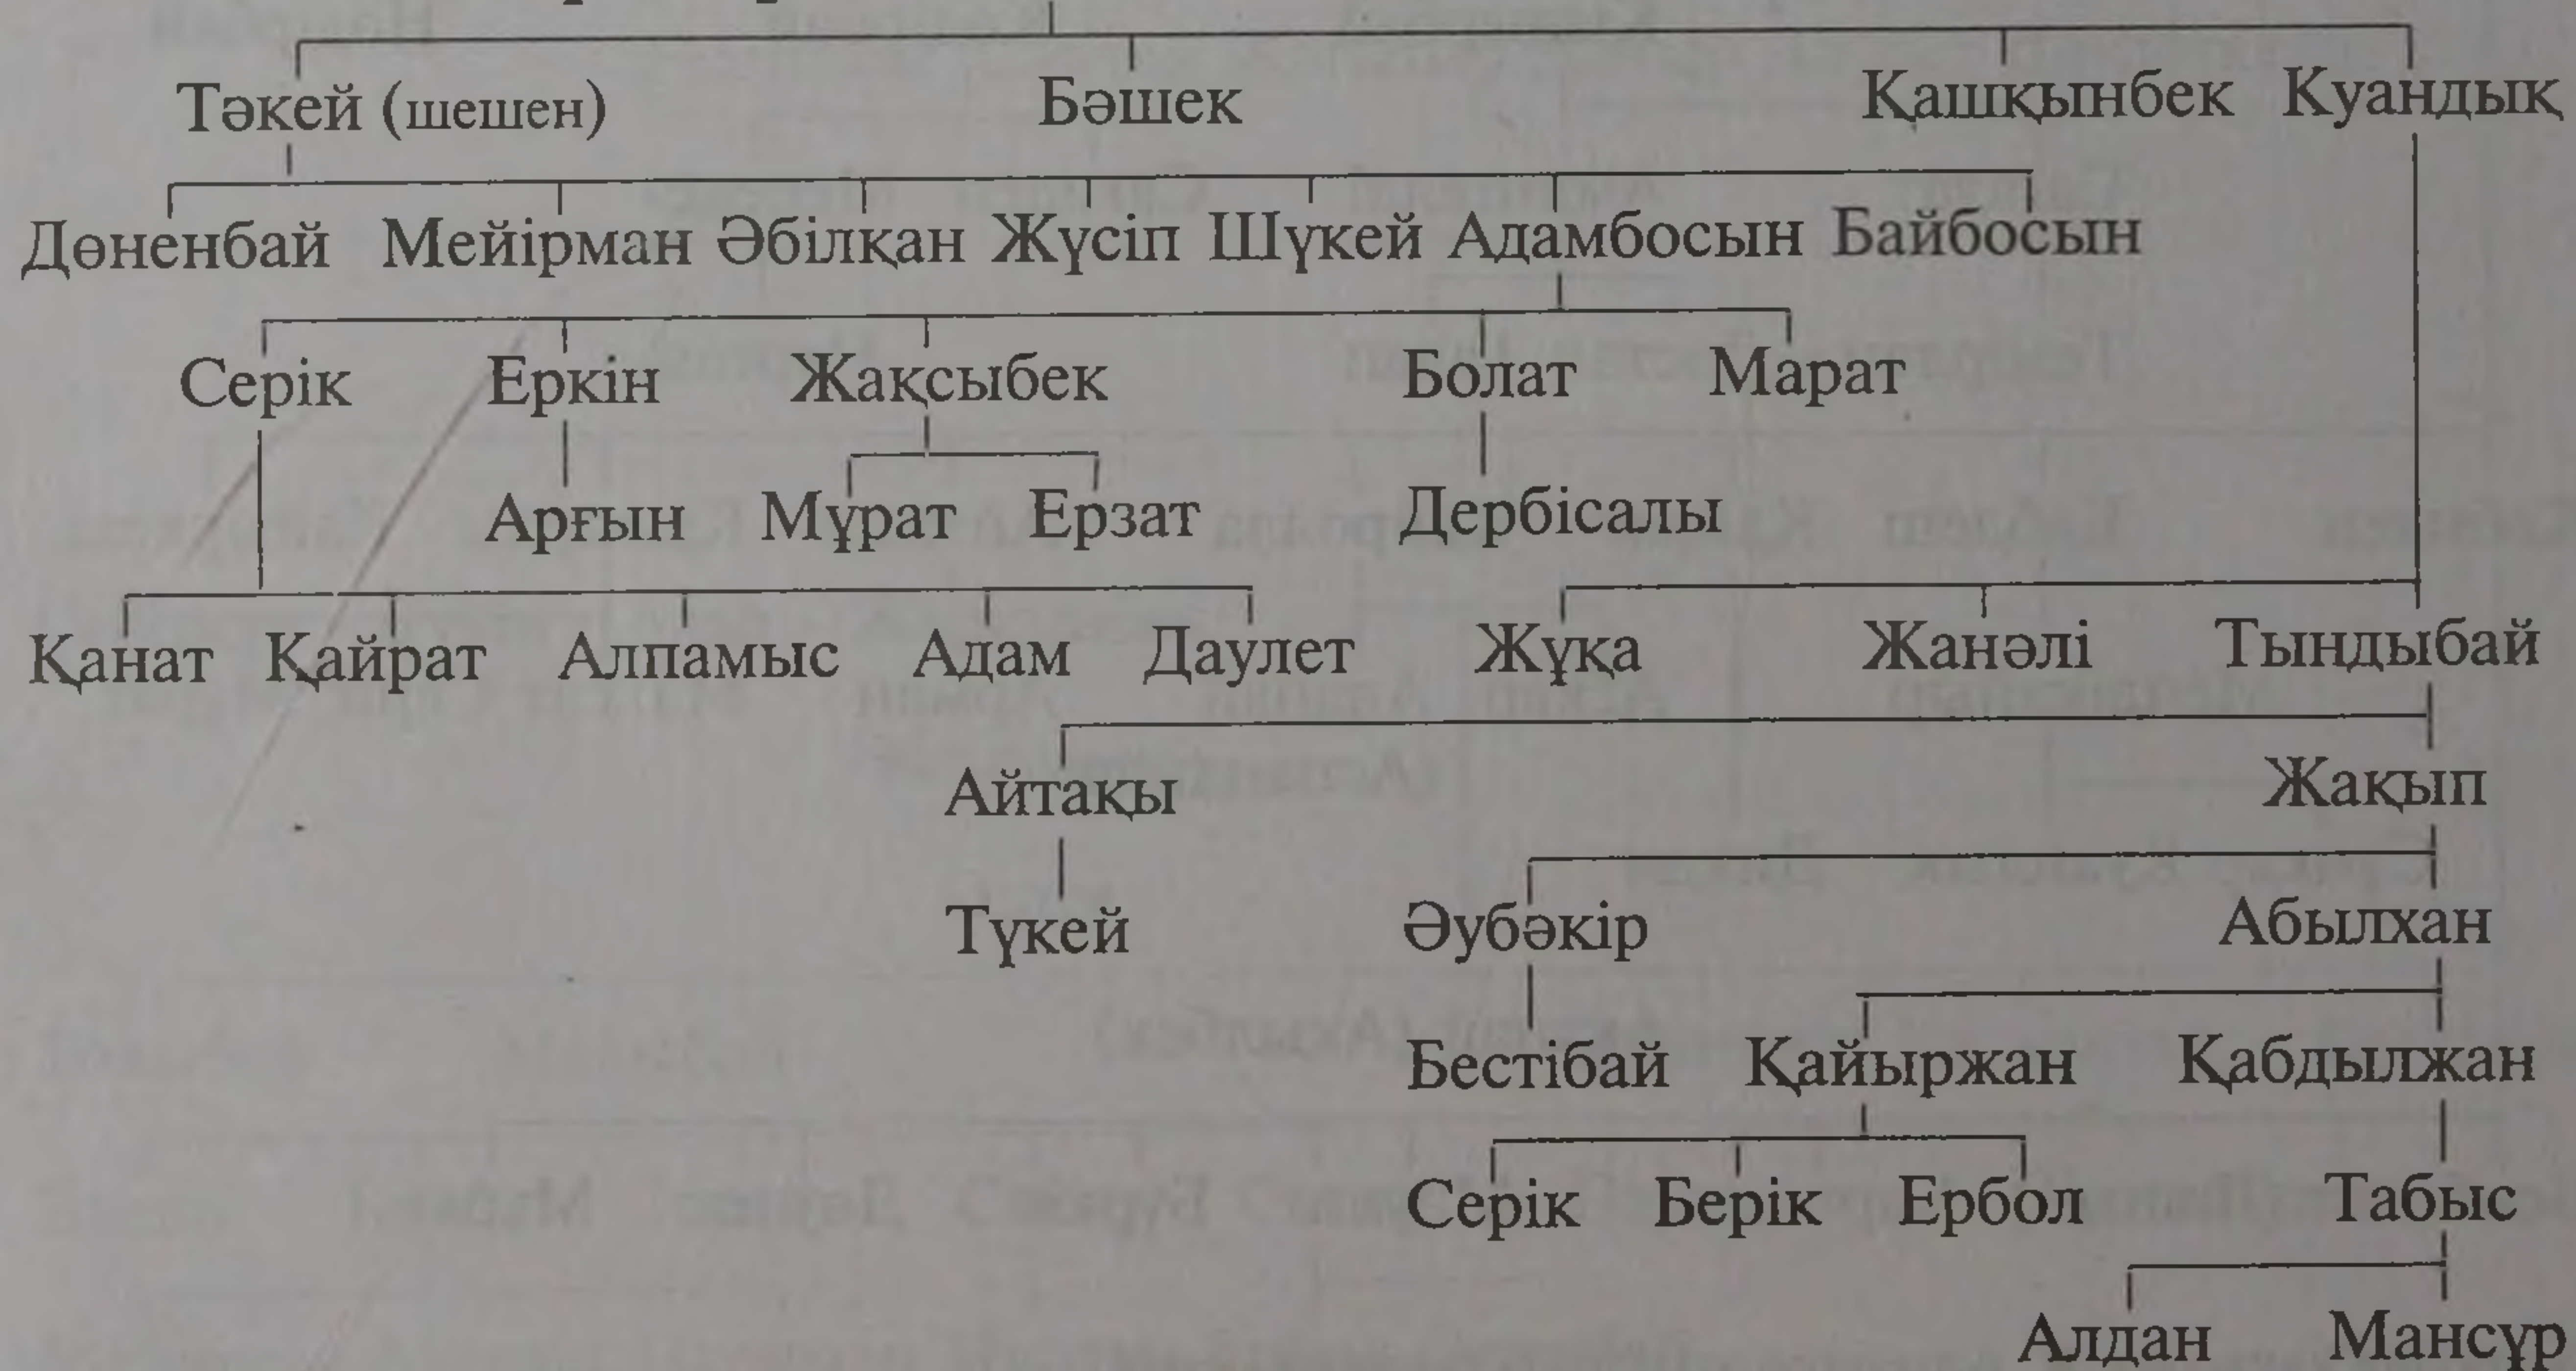 Тәкей (шешен) Бәшек Қашқынбек Куандық
Дөненбай Мейірман Әбілқан Жүсіп Шүкей Адамбосын Байбосын
Серік Еркін Жақсыбек Болат Марат
Арғын Мұрат Ерзат Дербісалы
Қанат Қайрат Алпамыс Адам Даулет Жұқа Жанәлі Тындыбай
Айтақы Жақып
Түкей Әубәкір Абылхан
Бестібай Қайыржан Қабдылжан
Серік Берік Ербол Табыс
Алдан Мансұр